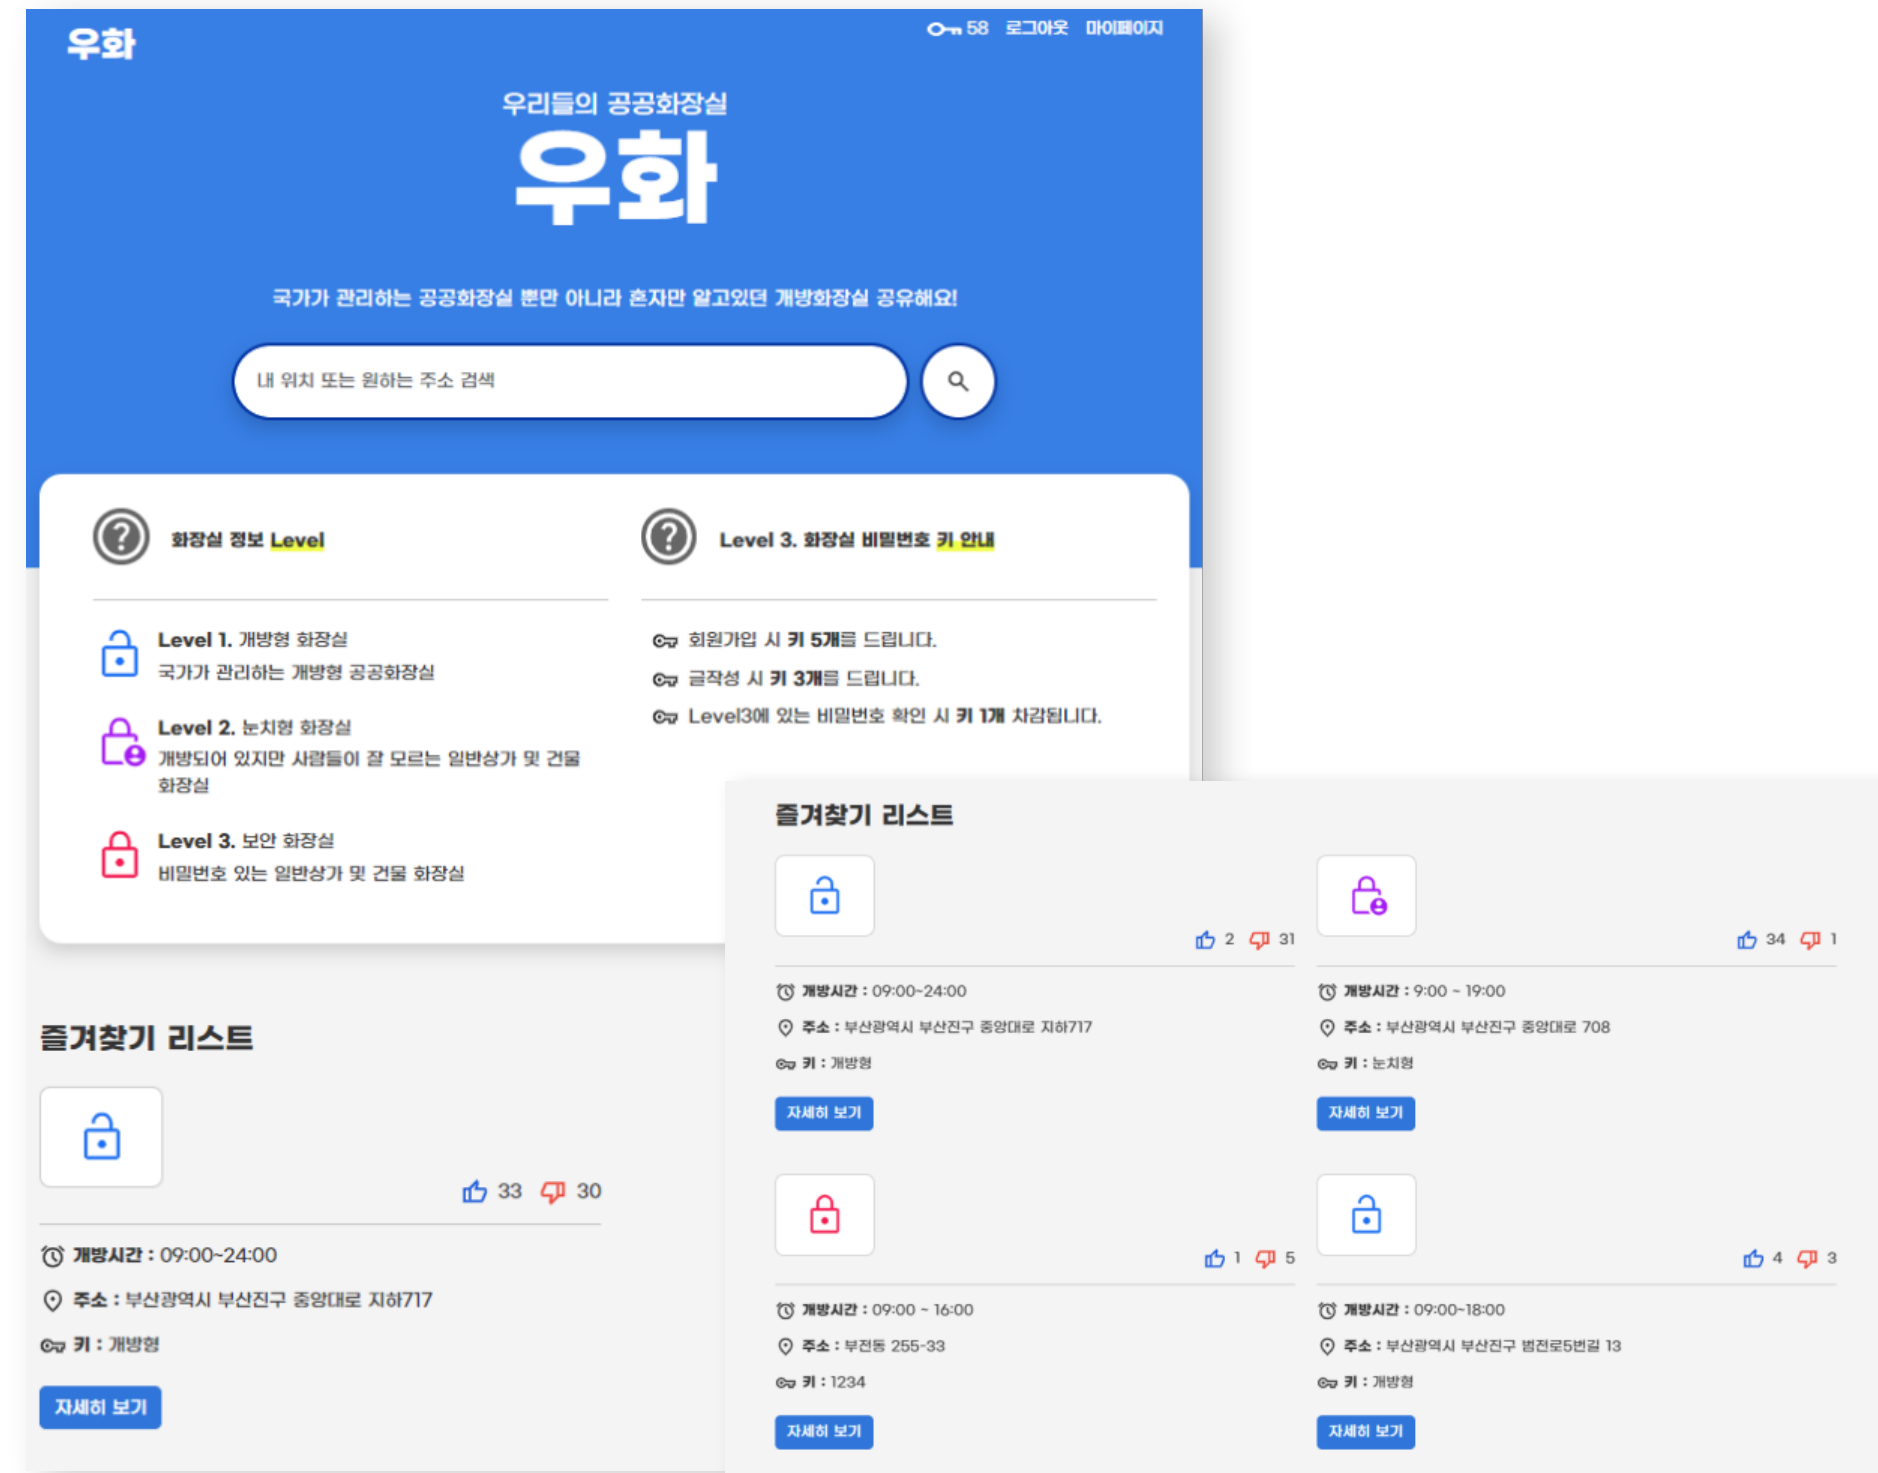 우화
58 로그아웃 마이페이지
우리들의 공공화장실
우화
국가가 관리하는 공공화장실 뿐만 아니라 혼자만 알고있던 개방화장실 공유해요!
내 위치 또는 원하는 주소 검색
화장실 정보 Level
Level 1. 개방형 화장실
국가가 관리하는 개방형 공공화장실
Level 2. 눈치형 화장실
개방되어 있지만 사람들이 잘 모르는 일반상가 및 건물
화장실
Level 3. 보안 화장실
비밀번호 있는 일반상가 및 건물 화장실
Level 3. 화장실 비밀번호 키 안내
회원가입 시 키 5개를 드립니다.
글작성 시 키 3개를 드립니다.
Level3에 있는 비밀번호 확인 시 키 1개 차감됩니다.
즐겨찾기 리스트
33 30
개방시간 : 09:00~24:00
주소 : 부산광역시 부산진구 중앙대로 지하717
키 : 개방형
자세히 보기
즐겨찾기 리스트
2 31
개방시간 : 09:00~24:00
주소 : 부산광역시 부산진구 중앙대로 지하717
키 : 개방형
자세히 보기
34 1
개방시간 : 9:00 ~ 19:00
주소 : 부산광역시 부산진구 중앙대로 708
키 : 눈치형
자세히 보기
1 5
개방시간 : 09:00 ~ 16:00
주소 : 부전동 255-33
키 : 1234
자세히 보기
4 3
개방시간 : 09:00~18:00
주소 : 부산광역시 부산진구 범전로5번길 13
키 : 개방형
자세히 보기